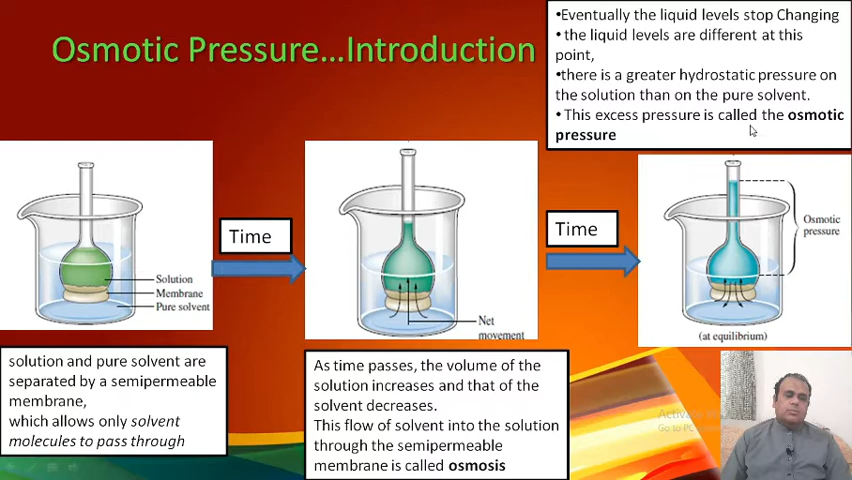 Osmotic Pressure...Introduction
•Eventually the liquid levels stop Changing
• the liquid levels are different at this
point,
•there is a greater hydrostatic pressure on
the solution than on the pure solvent.
• This excess pressure is called the osmotic
pressure
Time
Time
Solution
Membrane
Pure solvent
Net
movement
Osmotic
pressure
(at equilibrium)
solution and pure solvent are
separated by a semipermeable
membrane,
which allows only solvent
molecules to pass through
As time passes, the volume of the
solution increases and that of the
solvent decreases.
This flow of solvent into the solution
through the semipermeable
membrane is called osmosis
Go to PC